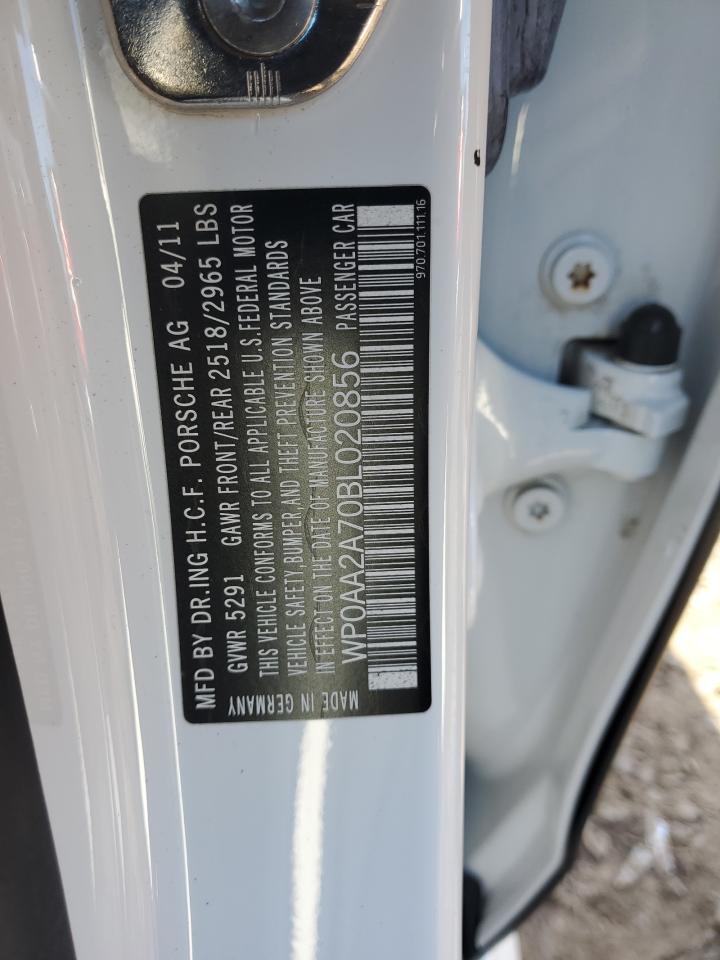 MFD BY DR.ING H.C.F. PORSCHE AG 04/11
GVWR 5291 GAWR FRONT/REAR 2518/2965 LBS
THIS VEHICLE CONFORMS TO ALL APPLICABLE U.S.FEDERAL MOTOR
VEHICLE SAFETY,BUMPER,AND THEFT PREVENTION STANDARDS
IN EFFECT ON THE DATE OF MANUFACTURE SHOWN ABOVE
WP0AA2A70BL020856 PASSENGER CAR
MADE IN GERMANY
970.701.111.16